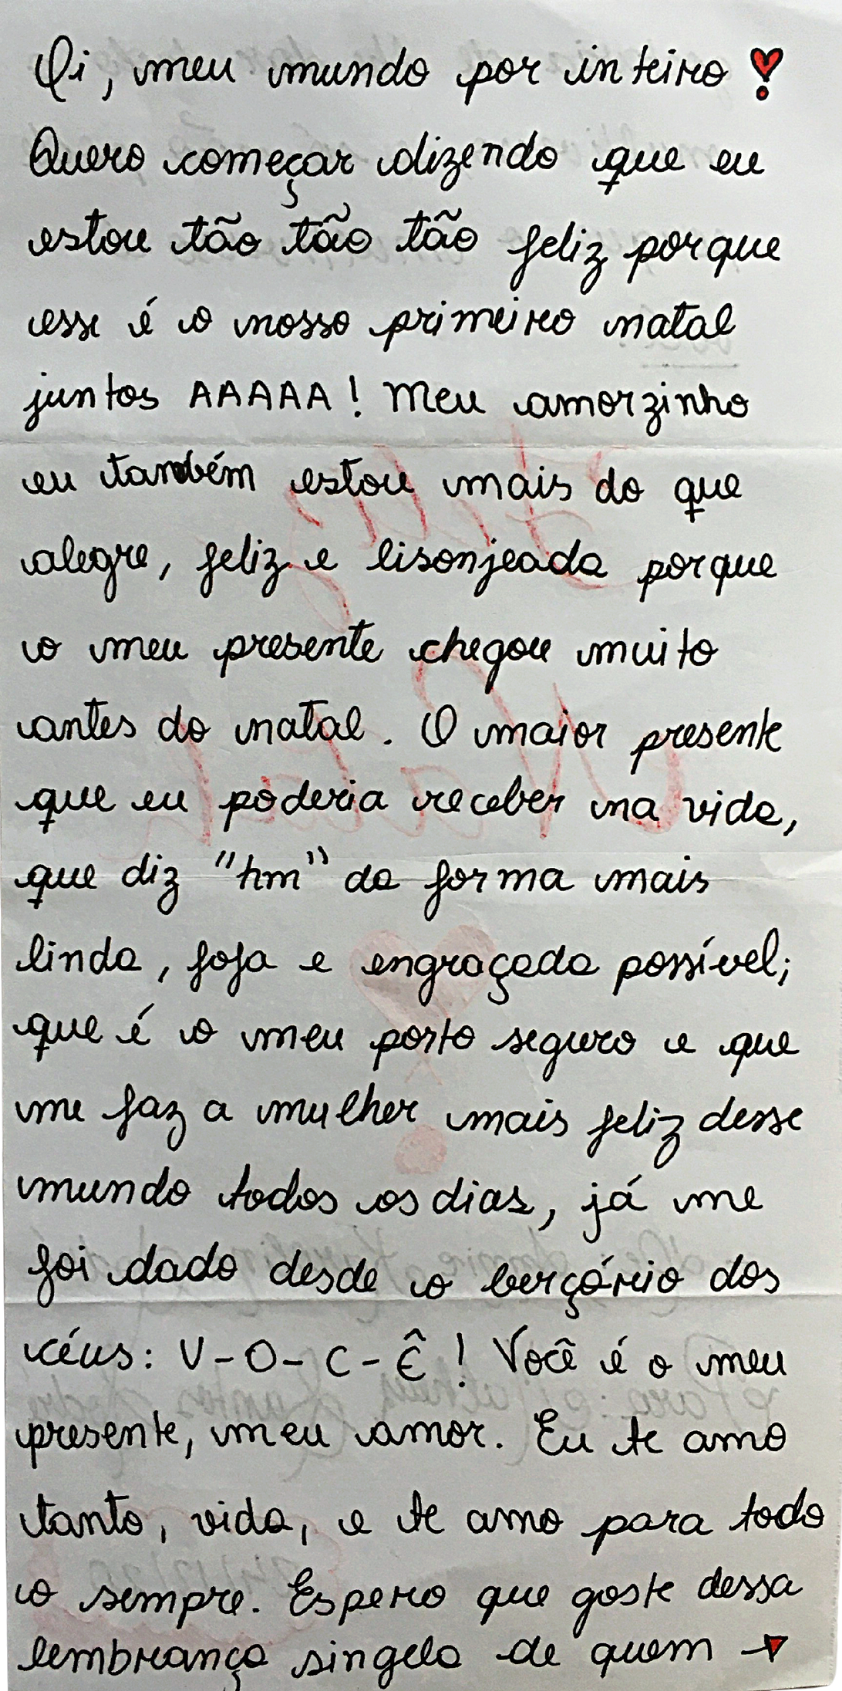 Oi, meu mundo por inteiro
Quero começar dizendo que eu
estou tão tão tão feliz porque
esse é o nosso primeiro natal
juntos AAAAA! Meu amorzinho
eu também estou mais do que
alegre, feliz e lisonjeada porque
o meu presente chegou muito
antes do natal. O maior presente
que eu poderia receber na vida,
que diz "hm" da forma mais
linda, fofa e engraçada possível;
que é o meu porto seguro e que
me faz a mulher mais feliz desse
mundo todos os dias, já me
foi dado desde o berçário dos
céus: V-O-C-Ê! Você é o meu
presente, meu amor. Eu te amo
tanto, vida, e te amo para todo
o sempre. Espero que goste dessa
lembrança singela de quem